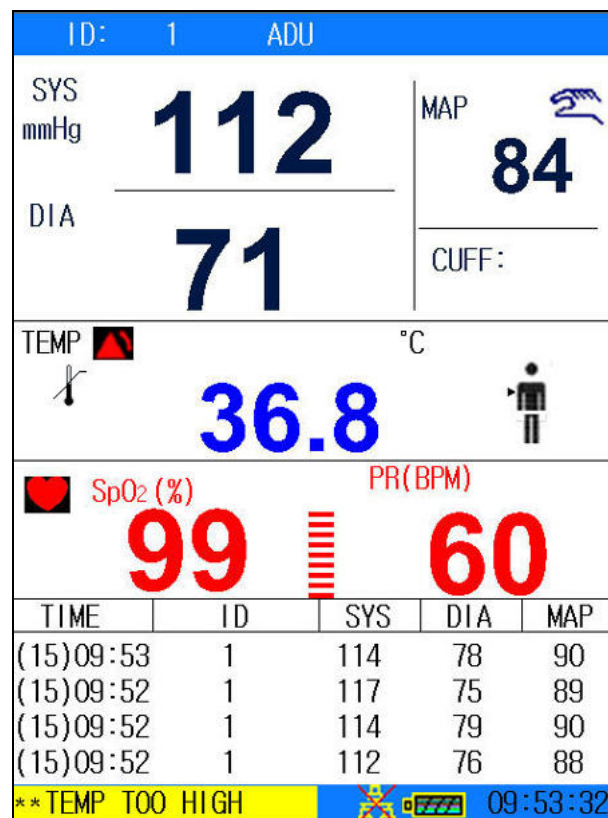 ID: 1 ADU
SYS
mmHg
112
MAP
84
DIA
71
CUFF:
TEMP °C
36.8
SpO₂ (%) PR(BPM)
99 60
TIME ID SYS DIA MAP
(15)09:53 1 114 78 90
(15)09:52 1 117 75 89
(15)09:52 1 114 79 90
(15)09:52 1 112 76 88
**TEMP TOO HIGH 09:53:32